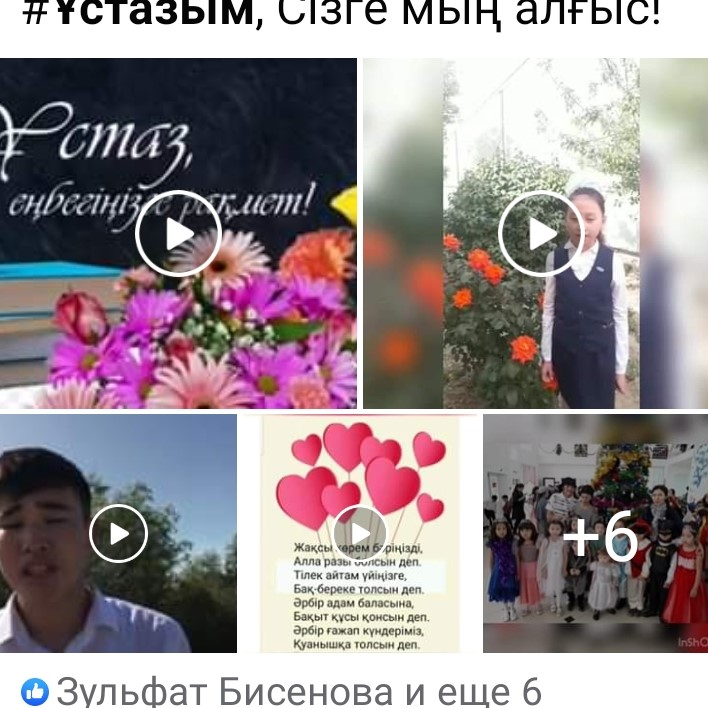 #Ұстазым, Сізге мың алғыс!
Ұстаз,
еңбегіңізге рақмет!
Жақсы көрем бәріңізді,
Алла разы болсын деп.
Тілек айтам үйіңізге,
Бақ-береке толсын деп.
Әрбір адам баласына,
Бақыт құсы қонсын деп.
Әрбір ғажап күндеріміз,
Қуанышқа толсын деп.
+6
InShO
Зульфат Бисенова и еще 6